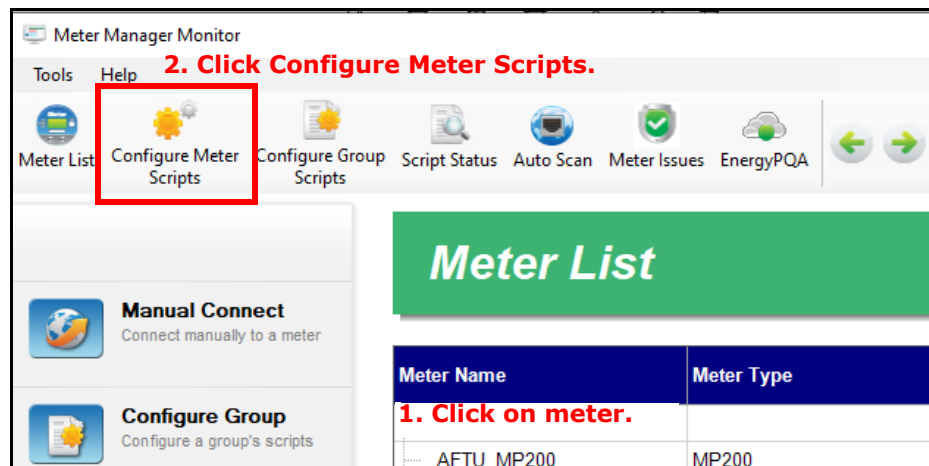 Meter Manager Monitor
2. Click Configure Meter Scripts.
Tools Help
Meter List
Configure Meter
Scripts
Configure Group
Scripts
Script Status
Auto Scan
Meter Issues
EnergyPQA
Meter List
Manual Connect
Connect manually to a meter
Configure Group
Configure a group's scripts
Meter Name Meter Type
1. Click on meter.
AFTU_MP200 MP200